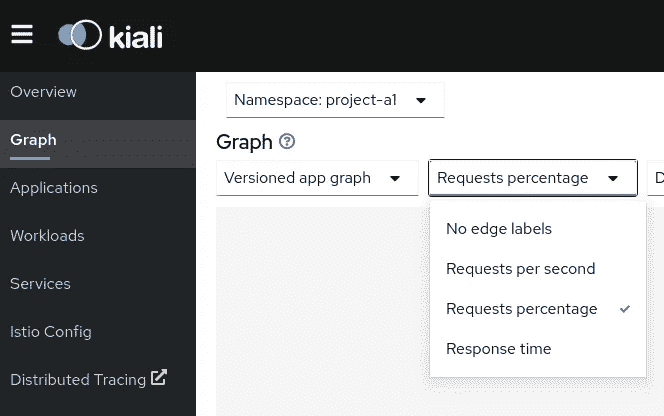 kiali
Overview
Graph
Applications
Workloads
Services
Istio Config
Distributed Tracing
Namespace: project-a1
Graph
Versioned app graph
Requests percentage
D
No edge labels
Requests per second
Requests percentage
Response time